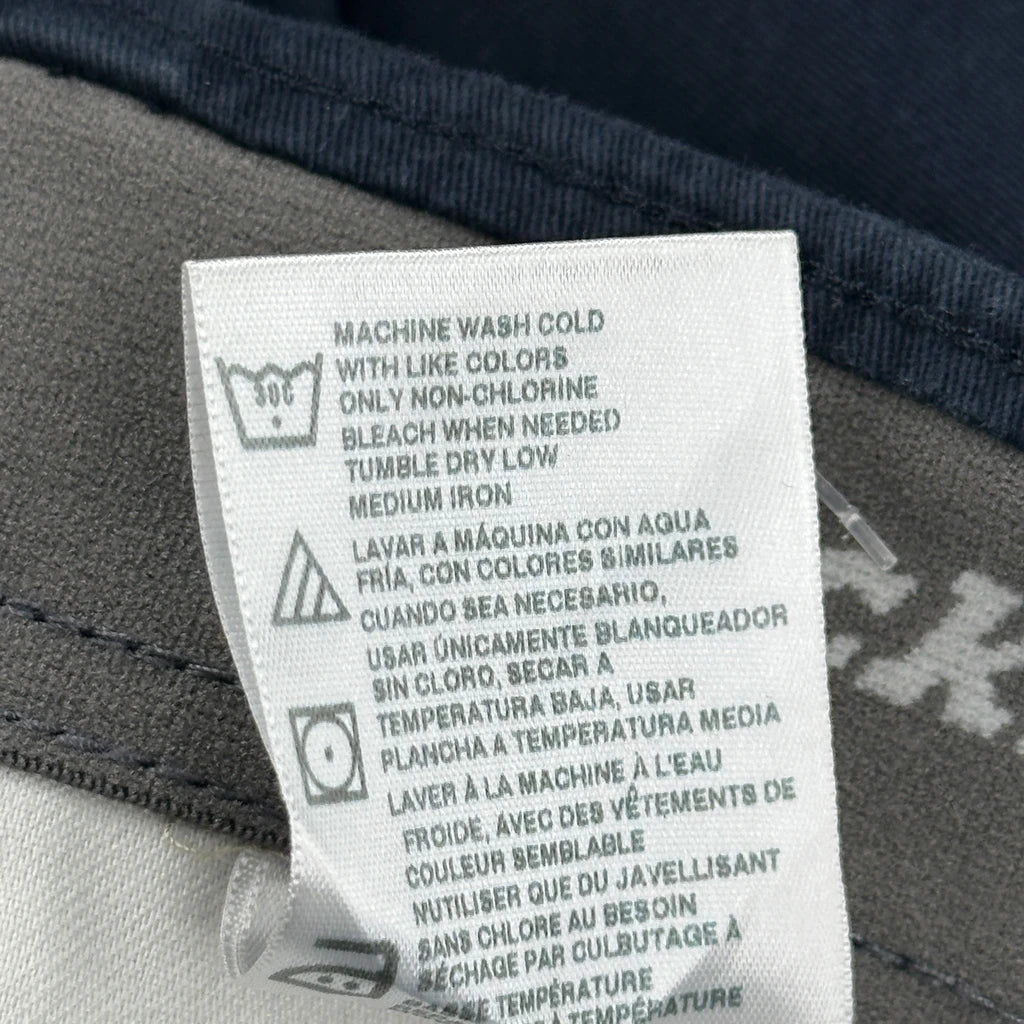 MACHINE WASH COLD
WITH LIKE COLORS
ONLY NON-CHLORINE
BLEACH WHEN NEEDED
TUMBLE DRY LOW
MEDIUM IRON
30C
LAVAR A MÁQUINA CON AGUA
FRÍA, CON COLORES SIMILARES
CUANDO SEA NECESARIO,
USAR ÚNICAMENTE BLANQUEADOR
SIN CLORO, SECAR A
TEMPERATURA BAJA, USAR
PLANCHA A TEMPERATURA MEDIA
LAVER À LA MACHINE À L'EAU
FROIDE, AVEC DES VÊTEMENTS DE
COULEUR SEMBLABLE
N'UTILISER QUE DU JAVELLISANT
SANS CHLORE AU BESOIN
SÉCHAGE PAR CULBUTAGE À
TEMPÉRATURE
À TEMPÉRATURE